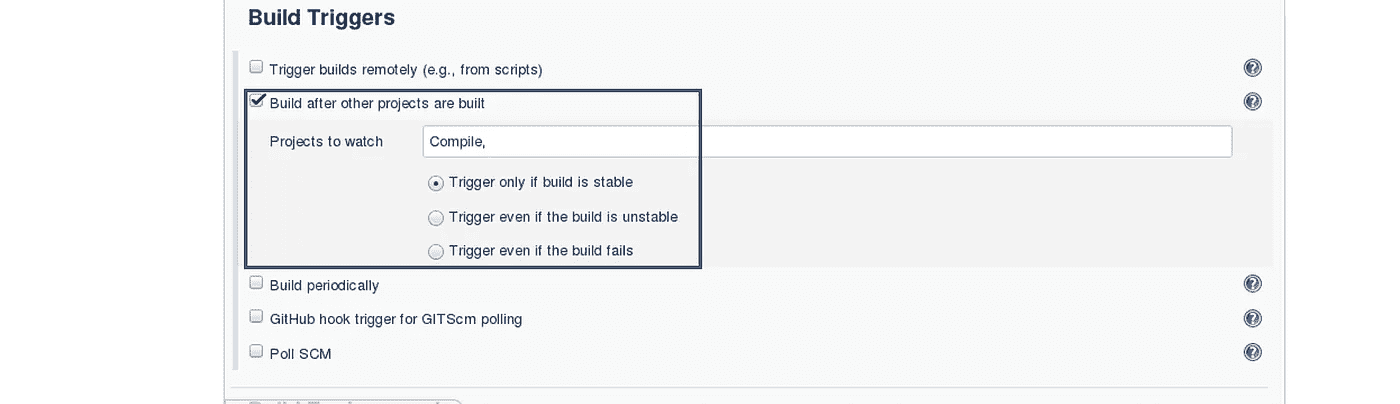 Build Triggers
Trigger builds remotely (e.g., from scripts)
Build after other projects are built
Projects to watch Compile,
Trigger only if build is stable
Trigger even if the build is unstable
Trigger even if the build fails
Build periodically
GitHub hook trigger for GITScm polling
Poll SCM